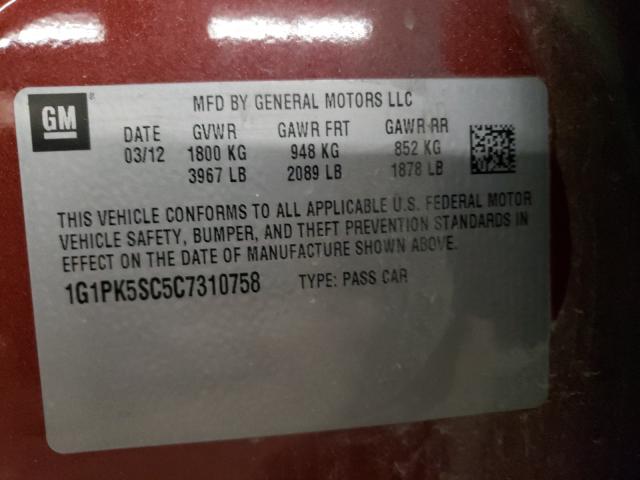 GM
MFD BY GENERAL MOTORS LLC
DATE GVWR GAWR FRT GAWR RR
03/12 1800 KG 948 KG 852 KG
3967 LB 2089 LB 1878 LB
THIS VEHICLE CONFORMS TO ALL APPLICABLE U.S. FEDERAL MOTOR
VEHICLE SAFETY, BUMPER, AND THEFT PREVENTION STANDARDS IN
EFFECT ON THE DATE OF MANUFACTURE SHOWN ABOVE.
1G1PK5SC5C7310758 TYPE: PASS CAR